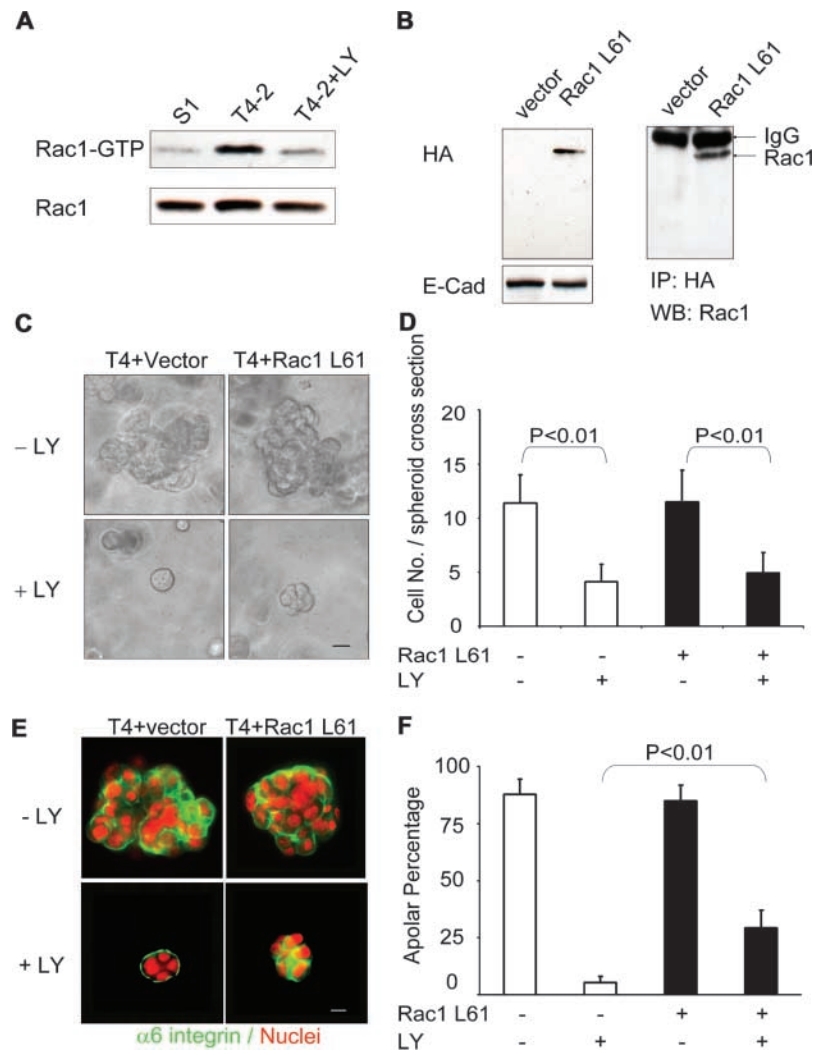 A
S1 T4-2 T4-2+LY
Rac1-GTP
Rac1
B
vector Rac1 L61
HA
E-Cad
vector Rac1 L61
IgG
Rac1
IP: HA
WB: Rac1
C
T4+Vector T4+Rac1 L61
– LY
+ LY
D
Cell No. / spheroid cross section
20
15
10
5
0
P<0.01 P<0.01
Rac1 L61 - - + +
LY - + - +
E
T4+vector T4+Rac1 L61
- LY
+ LY
α6 integrin / Nuclei
F
Apolar Percentage
100
75
50
25
0
P<0.01
Rac1 L61 - - + +
LY - + - +